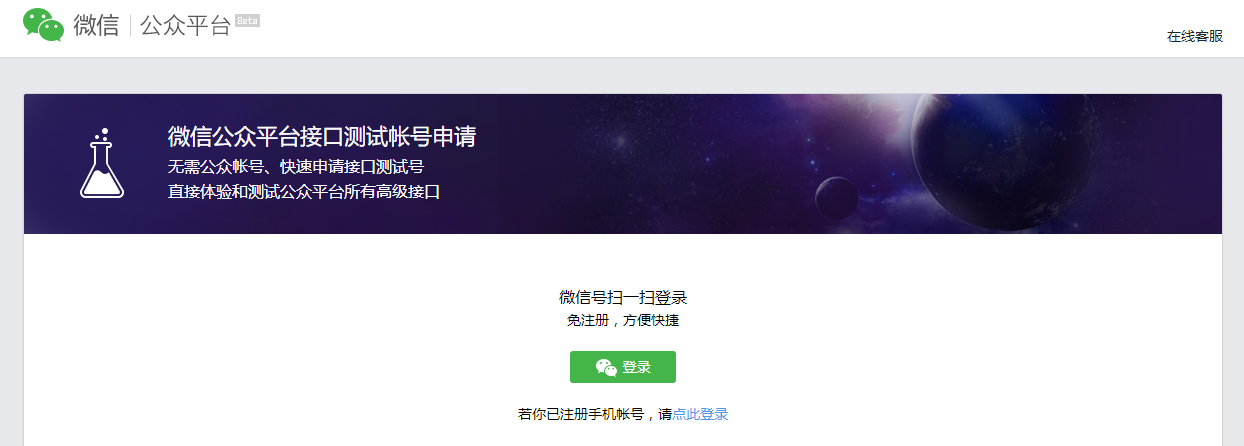 微信 公众平台 Beta
在线客服
微信公众平台接口测试帐号申请
无需公众帐号、快速申请接口测试号
直接体验和测试公众平台所有高级接口
微信号扫一扫登录
免注册，方便快捷
登录
若你已注册手机帐号，请点此登录